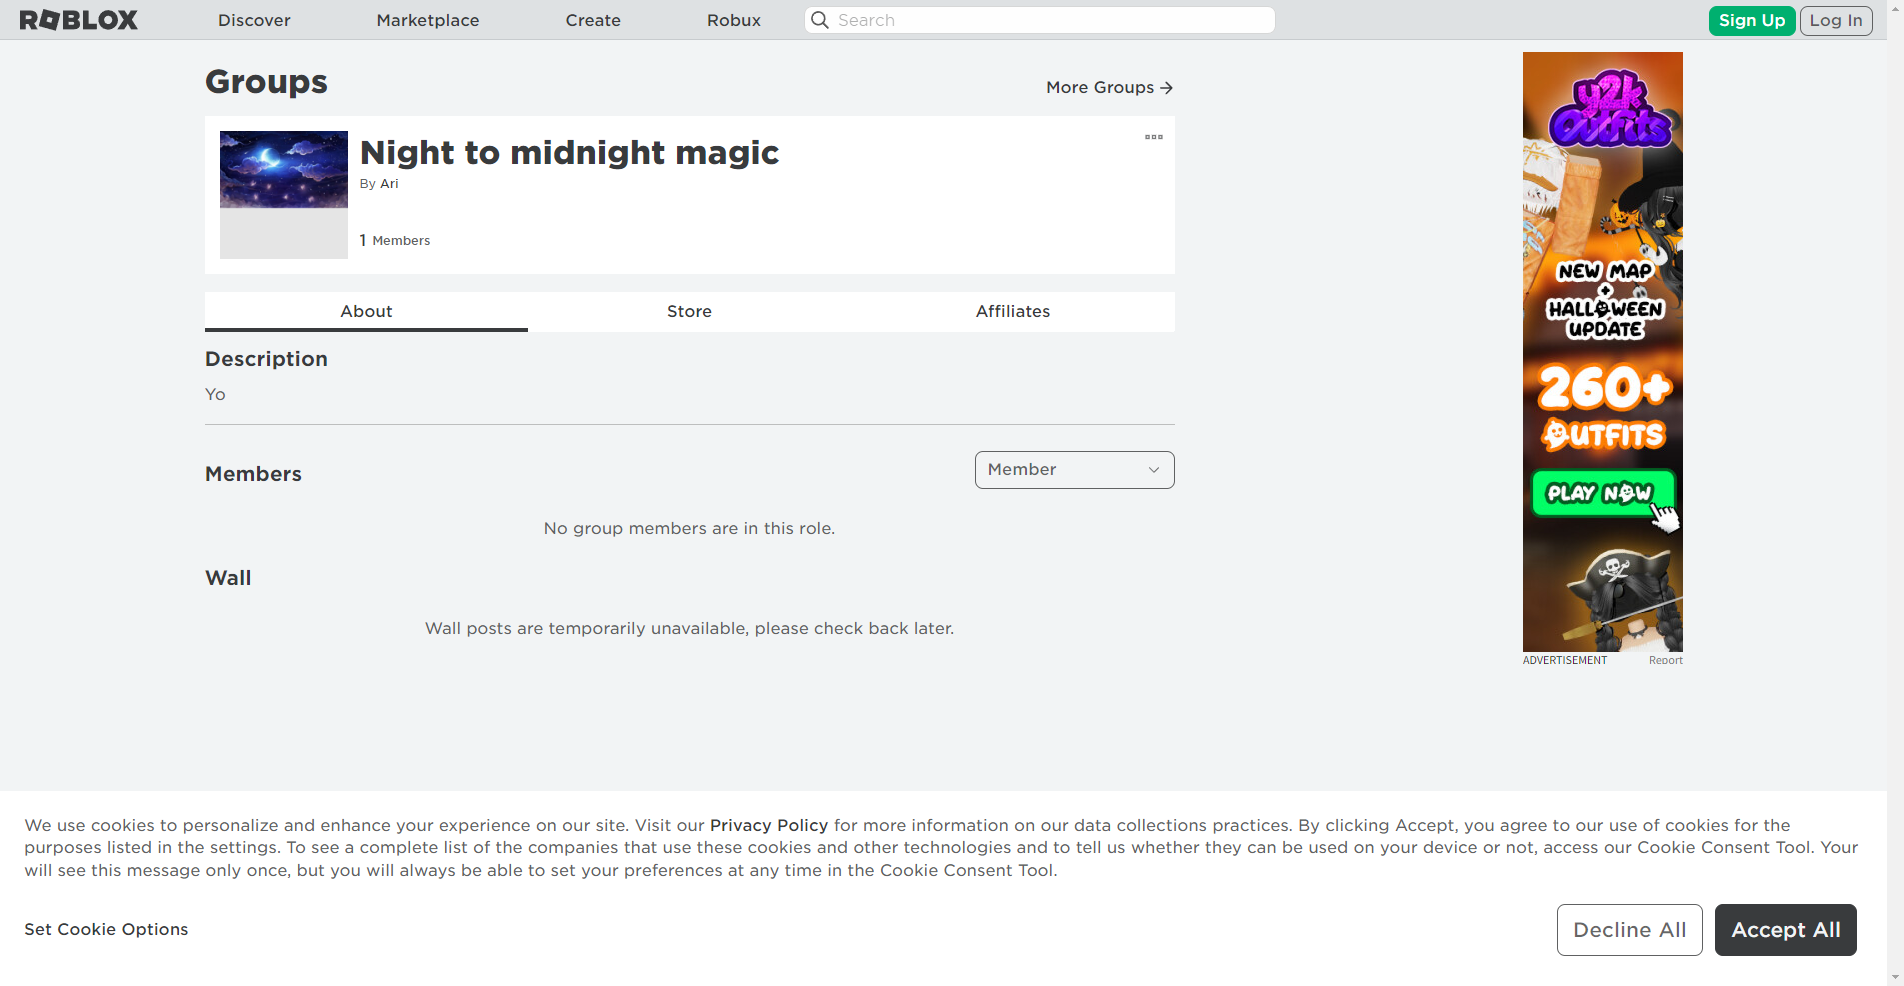 ROBLOX
Discover
Marketplace
Create
Robux
Search
Sign Up
Log In
Groups
More Groups
Night to midnight magic
By Ari
1 Members
About
Store
Affiliates
Description
Yo
Members
Member
No group members are in this role.
Wall
Wall posts are temporarily unavailable, please check back later.
y2k
Outfits
NEW MAP
+
HALLOWEEN
UPDATE
260+
OUTFITS
PLAY NOW
ADVERTISEMENT
Report
We use cookies to personalize and enhance your experience on our site. Visit our Privacy Policy for more information on our data collections practices. By clicking Accept, you agree to our use of cookies for the
purposes listed in the settings. To see a complete list of the companies that use these cookies and other technologies and to tell us whether they can be used on your device or not, access our Cookie Consent Tool. Your
will see this message only once, but you will always be able to set your preferences at any time in the Cookie Consent Tool.
Set Cookie Options
Decline All
Accept All